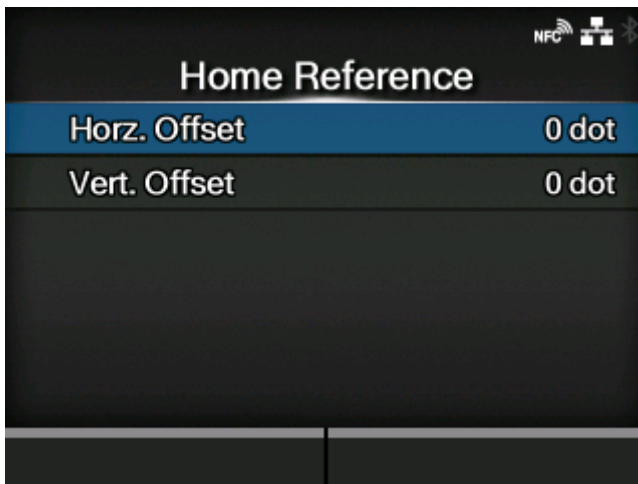 NFC
Home Reference
Horz. Offset 0 dot
Vert. Offset 0 dot